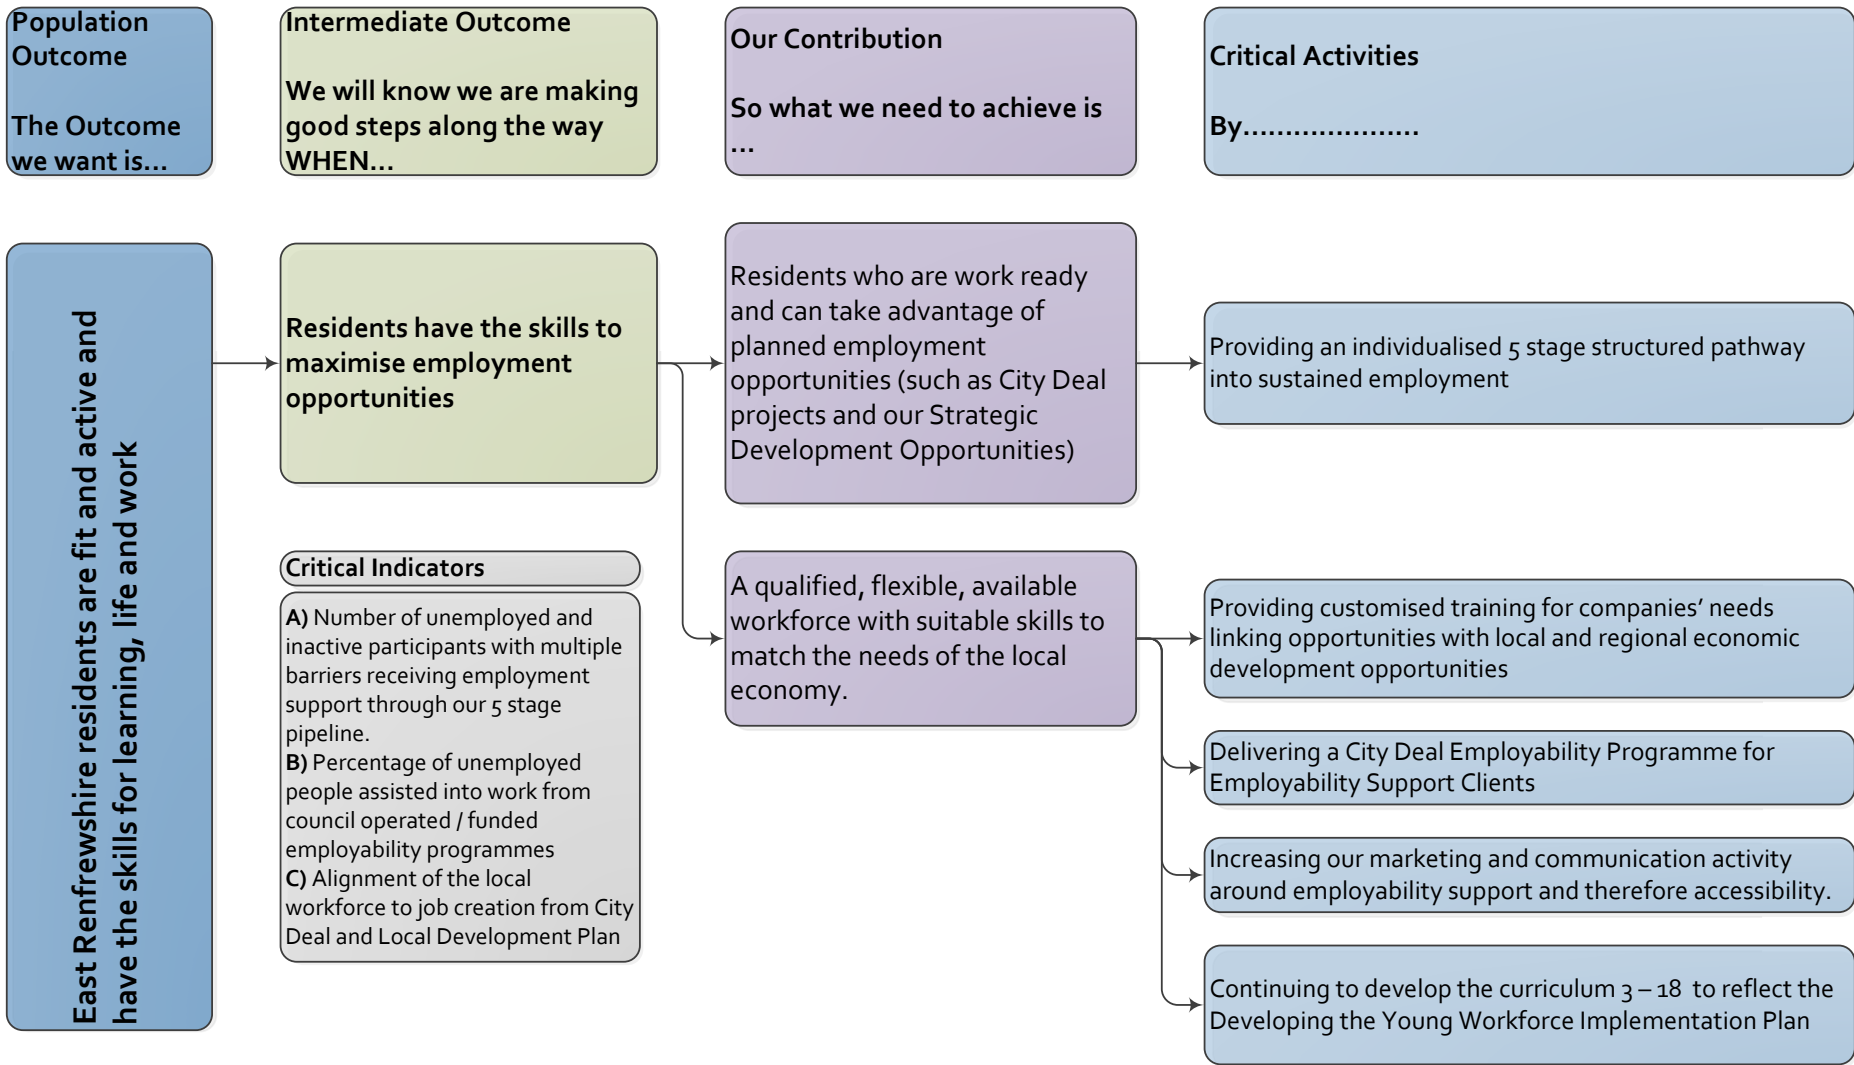 Population
Outcome
The Outcome
we want is...
Intermediate Outcome
We will know we are making
good steps along the way
WHEN...
Our Contribution
So what we need to achieve is
...
Critical Activities
By.....................
East Renfrewshire residents are fit and active and
have the skills for learning, life and work
Residents have the skills to
maximise employment
opportunities
Critical Indicators
A) Number of unemployed and
inactive participants with multiple
barriers receiving employment
support through our 5 stage
pipeline.
B) Percentage of unemployed
people assisted into work from
council operated / funded
employability programmes
C) Alignment of the local
workforce to job creation from City
Deal and Local Development Plan
Residents who are work ready
and can take advantage of
planned employment
opportunities (such as City Deal
projects and our Strategic
Development Opportunities)
A qualified, flexible, available
workforce with suitable skills to
match the needs of the local
economy.
Providing an individualised 5 stage structured pathway
into sustained employment
Providing customised training for companies’ needs
linking opportunities with local and regional economic
development opportunities
Delivering a City Deal Employability Programme for
Employability Support Clients
Increasing our marketing and communication activity
around employability support and therefore accessibility.
Continuing to develop the curriculum 3 – 18 to reflect the
Developing the Young Workforce Implementation Plan